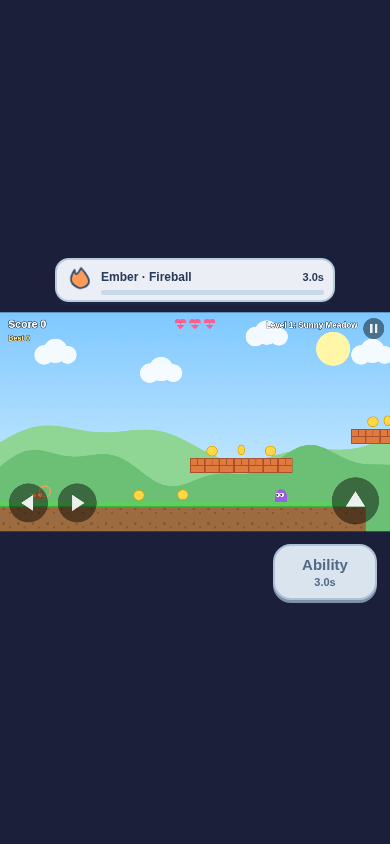 Ember · Fireball
3.0s
Score 0
Level 1: Sunny Meadow
Best 0
Ability
3.0s